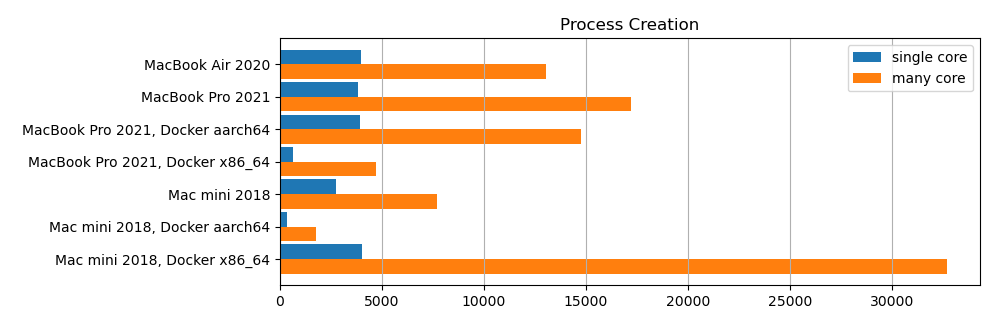 Process Creation
single core
many core
MacBook Air 2020
MacBook Pro 2021
MacBook Pro 2021, Docker aarch64
MacBook Pro 2021, Docker x86_64
Mac mini 2018
Mac mini 2018, Docker aarch64
Mac mini 2018, Docker x86_64
0 5000 10000 15000 20000 25000 30000